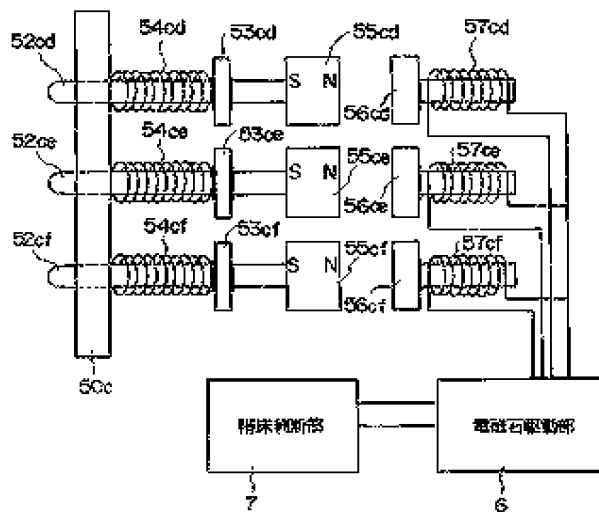 53cd
55cd
57cd
54cd
52cd
S N
56cd
53ce
54ce
52ce
55ce
57ce
S N
56ce
53cf
54cf
52cf
55cf
57cf
S N
56cf
50c
電磁石駆動部
7
6